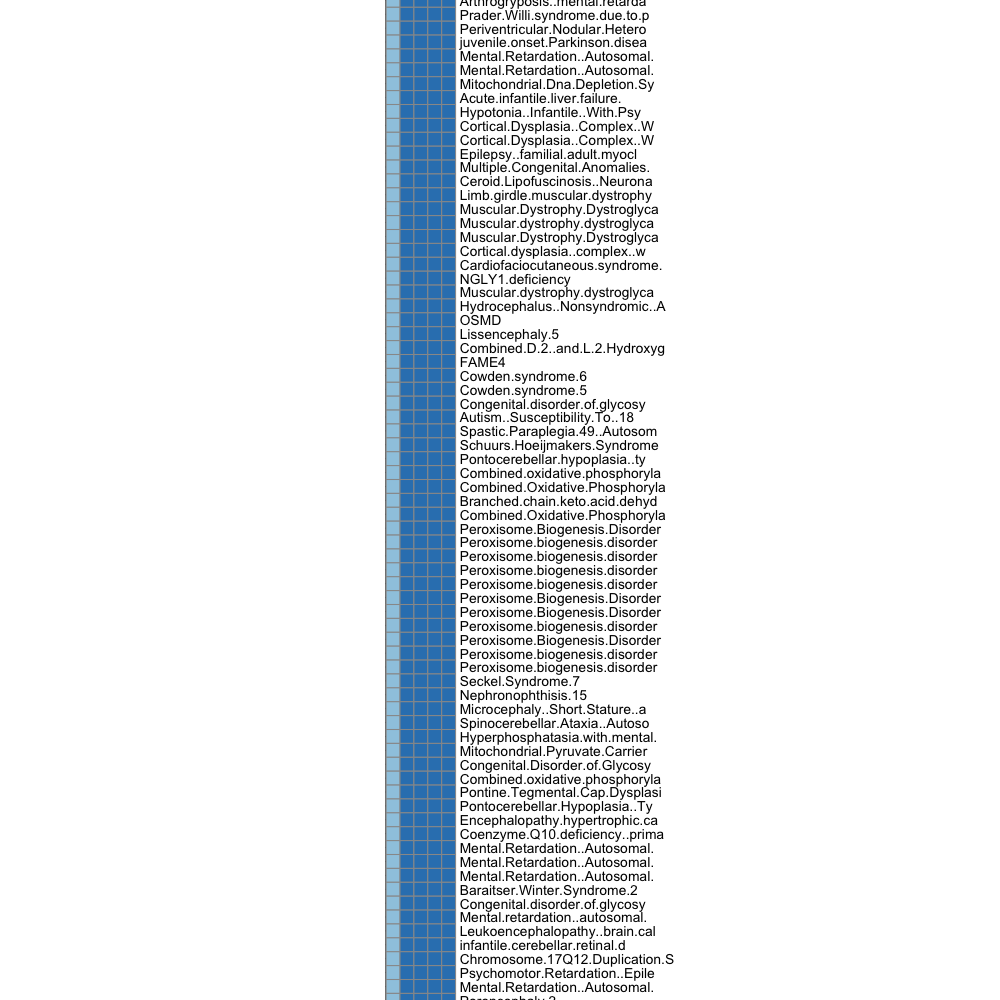 Arthrogryposis..mental.retarda
Prader.Willi.syndrome.due.to.p
Periventricular.Nodular.Hetero
juvenile.onset.Parkinson.disea
Mental.Retardation..Autosomal.
Mental.Retardation..Autosomal.
Mitochondrial.Dna.Depletion.Sy
Acute.infantile.liver.failure.
Hypotonia..Infantile..With.Psy
Cortical.Dysplasia..Complex..W
Cortical.Dysplasia..Complex..W
Epilepsy..familial.adult.myocl
Multiple.Congenital.Anomalies.
Ceroid.Lipofuscinosis..Neurona
Limb.girdle.muscular.dystrophy
Muscular.Dystrophy.Dystroglyca
Muscular.dystrophy.dystroglyca
Muscular.Dystrophy.Dystroglyca
Cortical.dysplasia..complex..w
Cardiofaciocutaneous.syndrome.
NGLY1.deficiency
Muscular.dystrophy.dystroglyca
Hydrocephalus..Nonsyndromic..A
OSMD
Lissencephaly.5
Combined.D.2..and.L.2.Hydroxyg
FAME4
Cowden.syndrome.6
Cowden.syndrome.5
Congenital.disorder.of.glycosy
Autism..Susceptibility.To..18
Spastic.Paraplegia.49..Autosom
Schuurs.Hoeijmakers.Syndrome
Pontocerebellar.hypoplasia..ty
Combined.oxidative.phosphoryla
Combined.Oxidative.Phosphoryla
Branched.chain.keto.acid.dehyd
Combined.Oxidative.Phosphoryla
Peroxisome.Biogenesis.Disorder
Peroxisome.biogenesis.disorder
Peroxisome.biogenesis.disorder
Peroxisome.biogenesis.disorder
Peroxisome.biogenesis.disorder
Peroxisome.Biogenesis.Disorder
Peroxisome.Biogenesis.Disorder
Peroxisome.biogenesis.disorder
Peroxisome.Biogenesis.Disorder
Peroxisome.biogenesis.disorder
Peroxisome.biogenesis.disorder
Seckel.Syndrome.7
Nephronophthisis.15
Microcephaly..Short.Stature..a
Spinocerebellar.Ataxia..Autoso
Hyperphosphatasia.with.mental.
Mitochondrial.Pyruvate.Carrier
Congenital.Disorder.of.Glycosy
Combined.oxidative.phosphoryla
Pontine.Tegmental.Cap.Dysplasi
Pontocerebellar.Hypoplasia..Ty
Encephalopathy.hypertrophic.ca
Coenzyme.Q10.deficiency..prima
Mental.Retardation..Autosomal.
Mental.Retardation..Autosomal.
Mental.Retardation..Autosomal.
Baraitser.Winter.Syndrome.2
Congenital.disorder.of.glycosy
Mental.retardation..autosomal.
Leukoencephalopathy..brain.cal
infantile.cerebellar.retinal.d
Chromosome.17Q12.Duplication.S
Psychomotor.Retardation..Epile
Mental.Retardation..Autosomal.